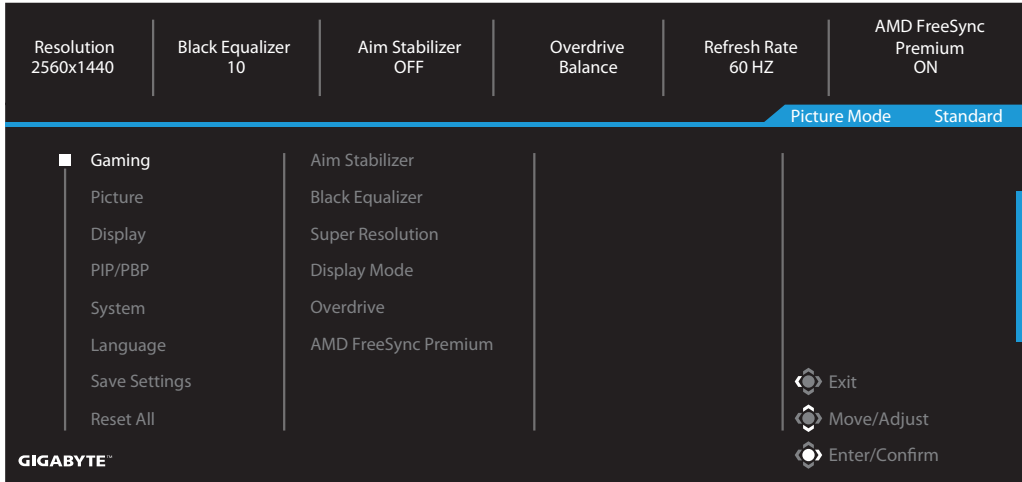 Resolution
2560x1440
Black Equalizer
10
Aim Stabilizer
OFF
Overdrive
Balance
Refresh Rate
60 HZ
AMD FreeSync
Premium
ON
Picture Mode Standard
Gaming
Picture
Display
PIP/PBP
System
Language
Save Settings
Reset All
Aim Stabilizer
Black Equalizer
Super Resolution
Display Mode
Overdrive
AMD FreeSync Premium
Exit
Move/Adjust
Enter/Confirm
GIGABYTE™